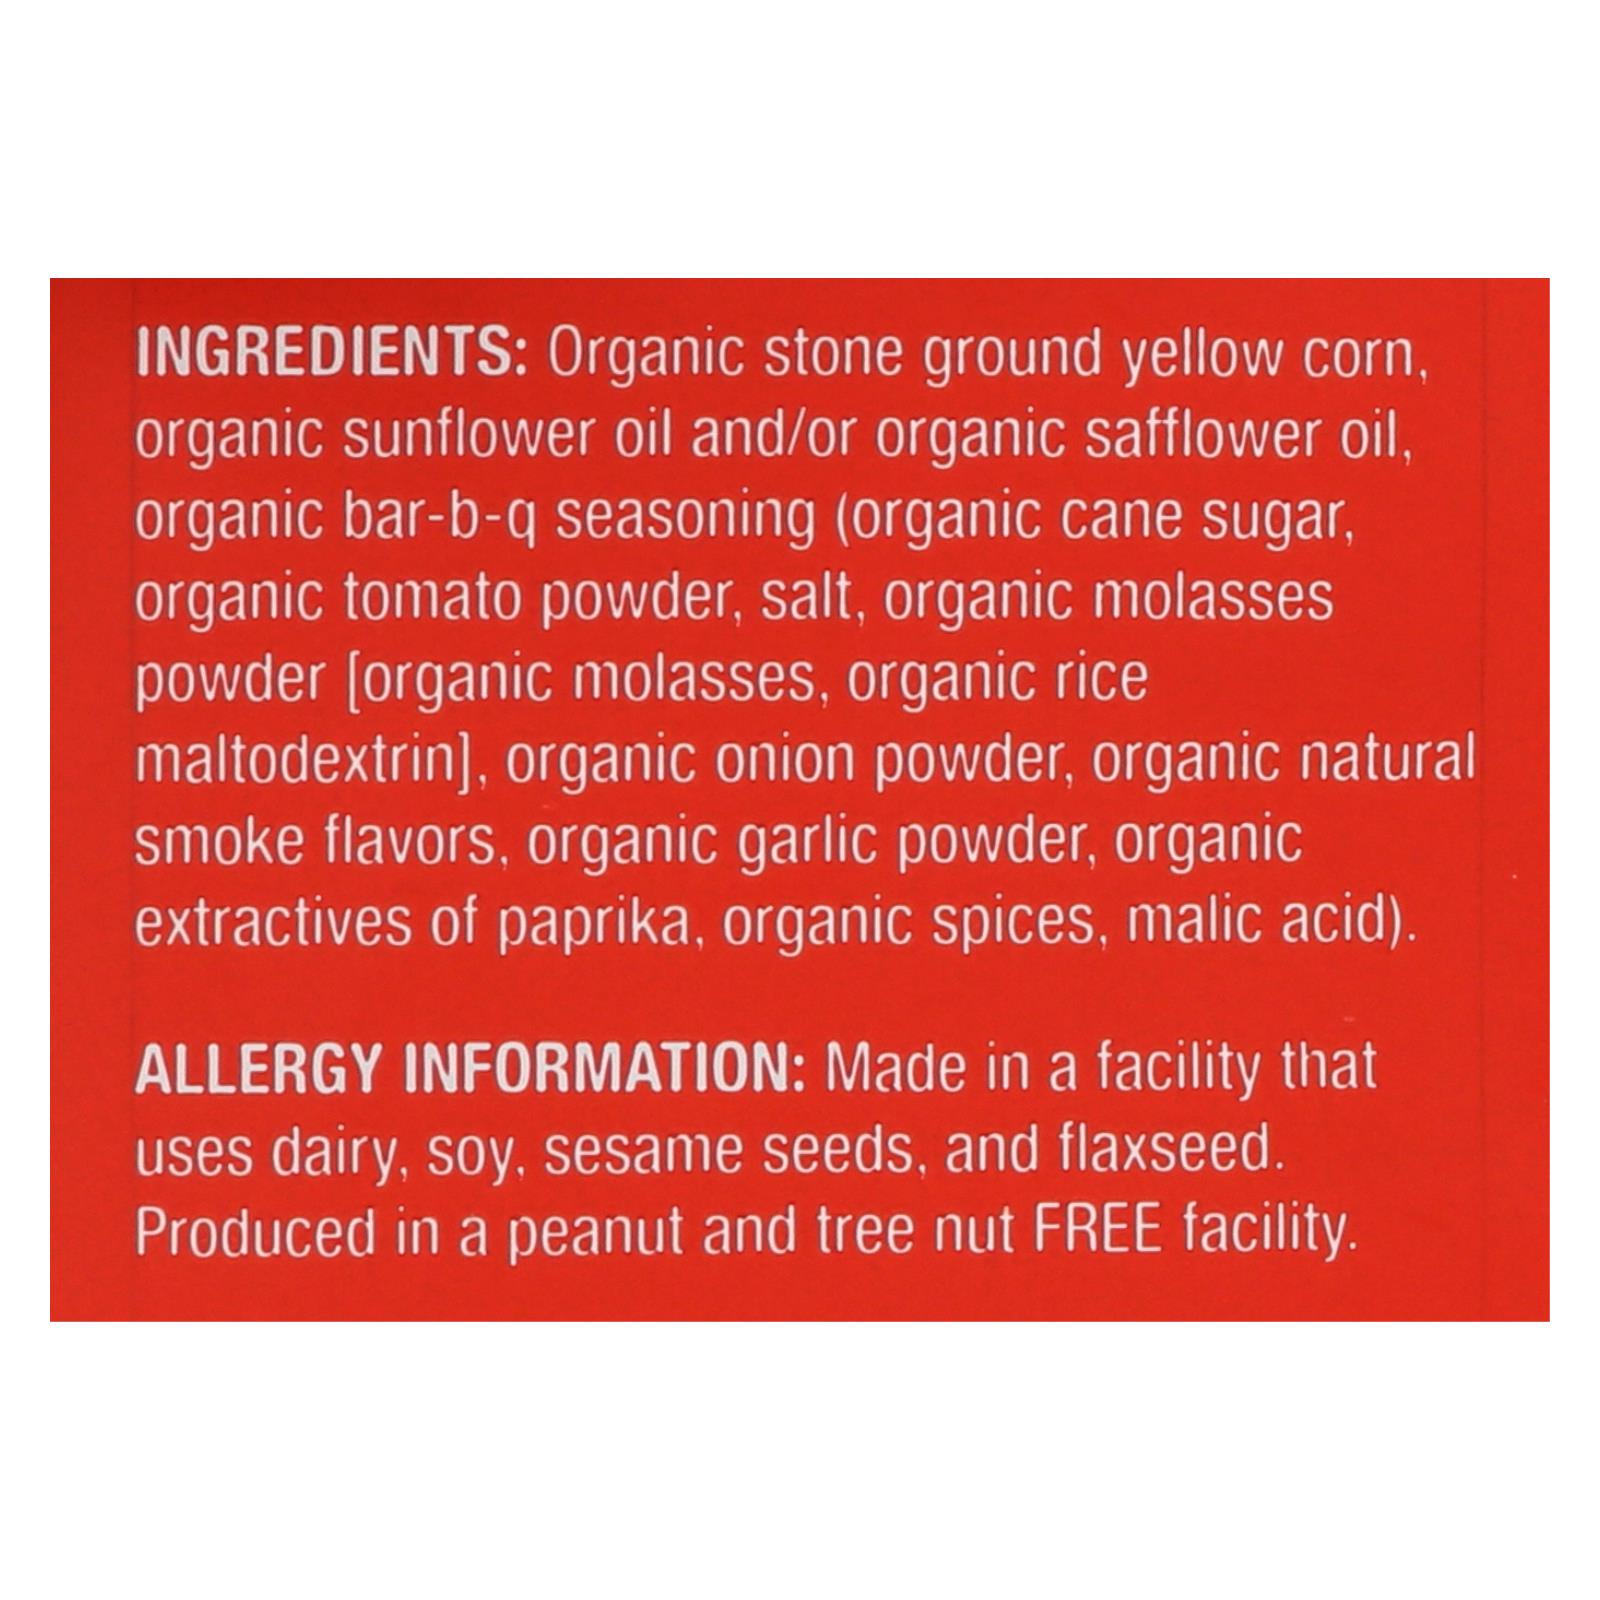 INGREDIENTS: Organic stone ground yellow corn,
organic sunflower oil and/or organic safflower oil,
organic bar-b-q seasoning (organic cane sugar,
organic tomato powder, salt, organic molasses
powder [organic molasses, organic rice
maltodextrin], organic onion powder, organic natural
smoke flavors, organic garlic powder, organic
extractives of paprika, organic spices, malic acid).
ALLERGY INFORMATION: Made in a facility that
uses dairy, soy, sesame seeds, and flaxseed.
Produced in a peanut and tree nut FREE facility.